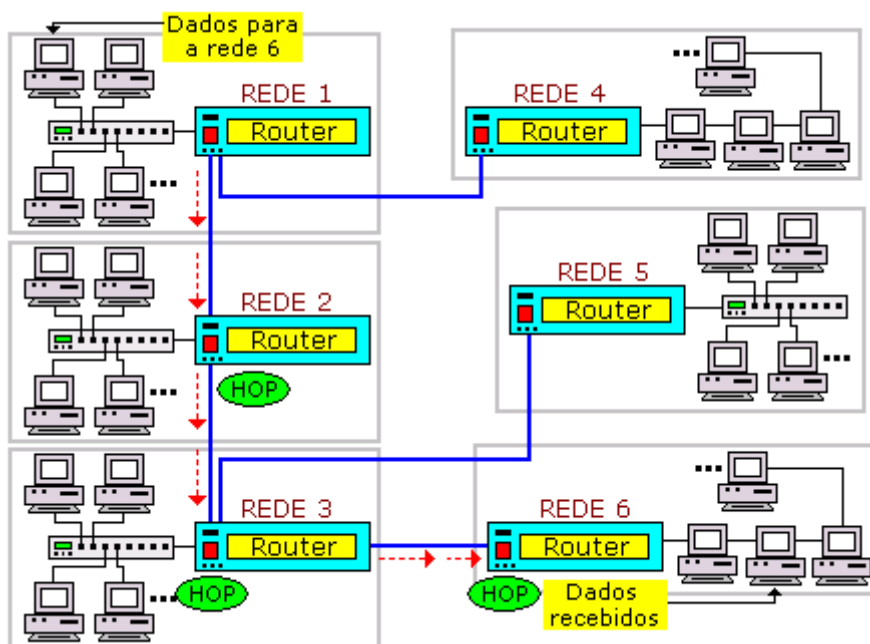 Dados para
a rede 6
REDE 1
Router
REDE 4
Router
REDE 2
Router
HOP
REDE 5
Router
REDE 3
Router
HOP
REDE 6
Router
HOP
Dados
recebidos